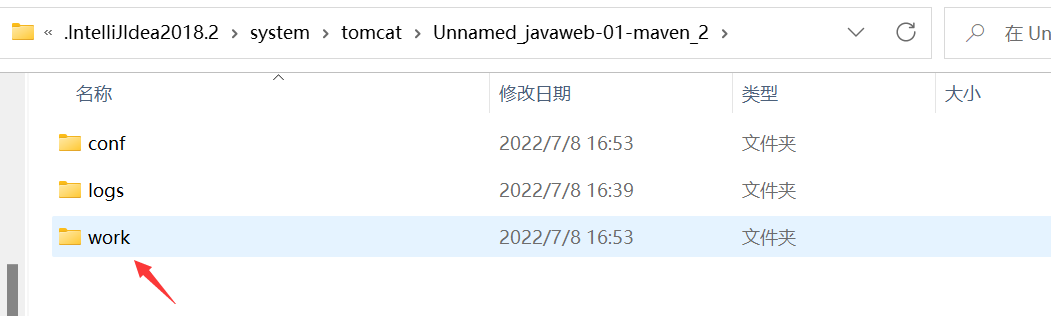 « .IntelliJIdea2018.2 > system > tomcat > Unnamed_javaweb-01-maven_2 > 在 Un
名称 修改日期 类型 大小
conf 2022/7/8 16:53 文件夹
logs 2022/7/8 16:39 文件夹
work 2022/7/8 16:53 文件夹